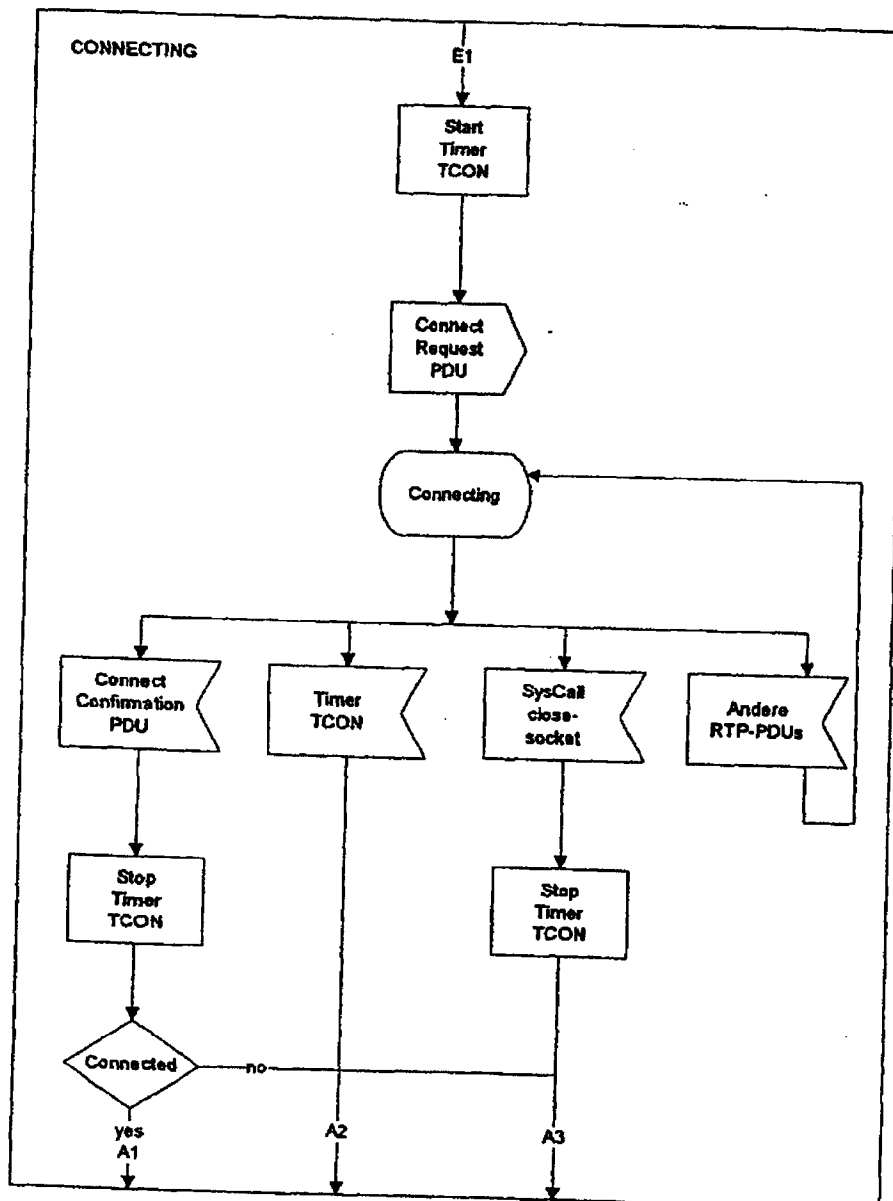 CONNECTING
E1
Start
Timer
TCON
Connect
Request
PDU
Connecting
Connect
Confirmation
PDU
Timer
TCON
SysCall
close-
socket
Andere
RTP-PDUs
Stop
Timer
TCON
Stop
Timer
TCON
Connected
no
yes
A1
A2
A3